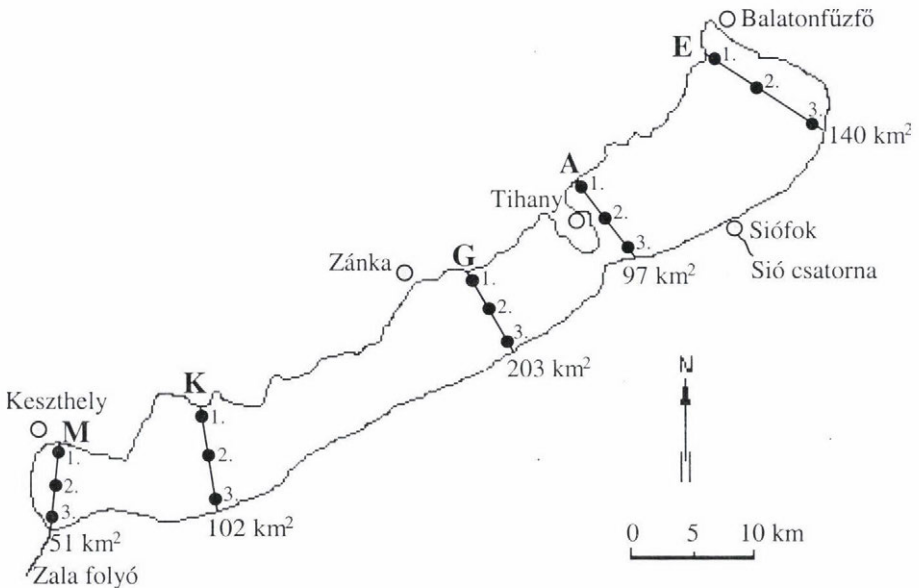 Balatonfűzfő
E
1.
2.
3.
140 km²
A
1.
Tihany
2.
3.
Siófok
97 km²
Sió csatorna
G
Zánka
1.
2.
3.
203 km²
N
K
Keszthely
1.
M
1.
2.
2.
3.
3.
102 km²
51 km²
0 5 10 km
Zala folyó